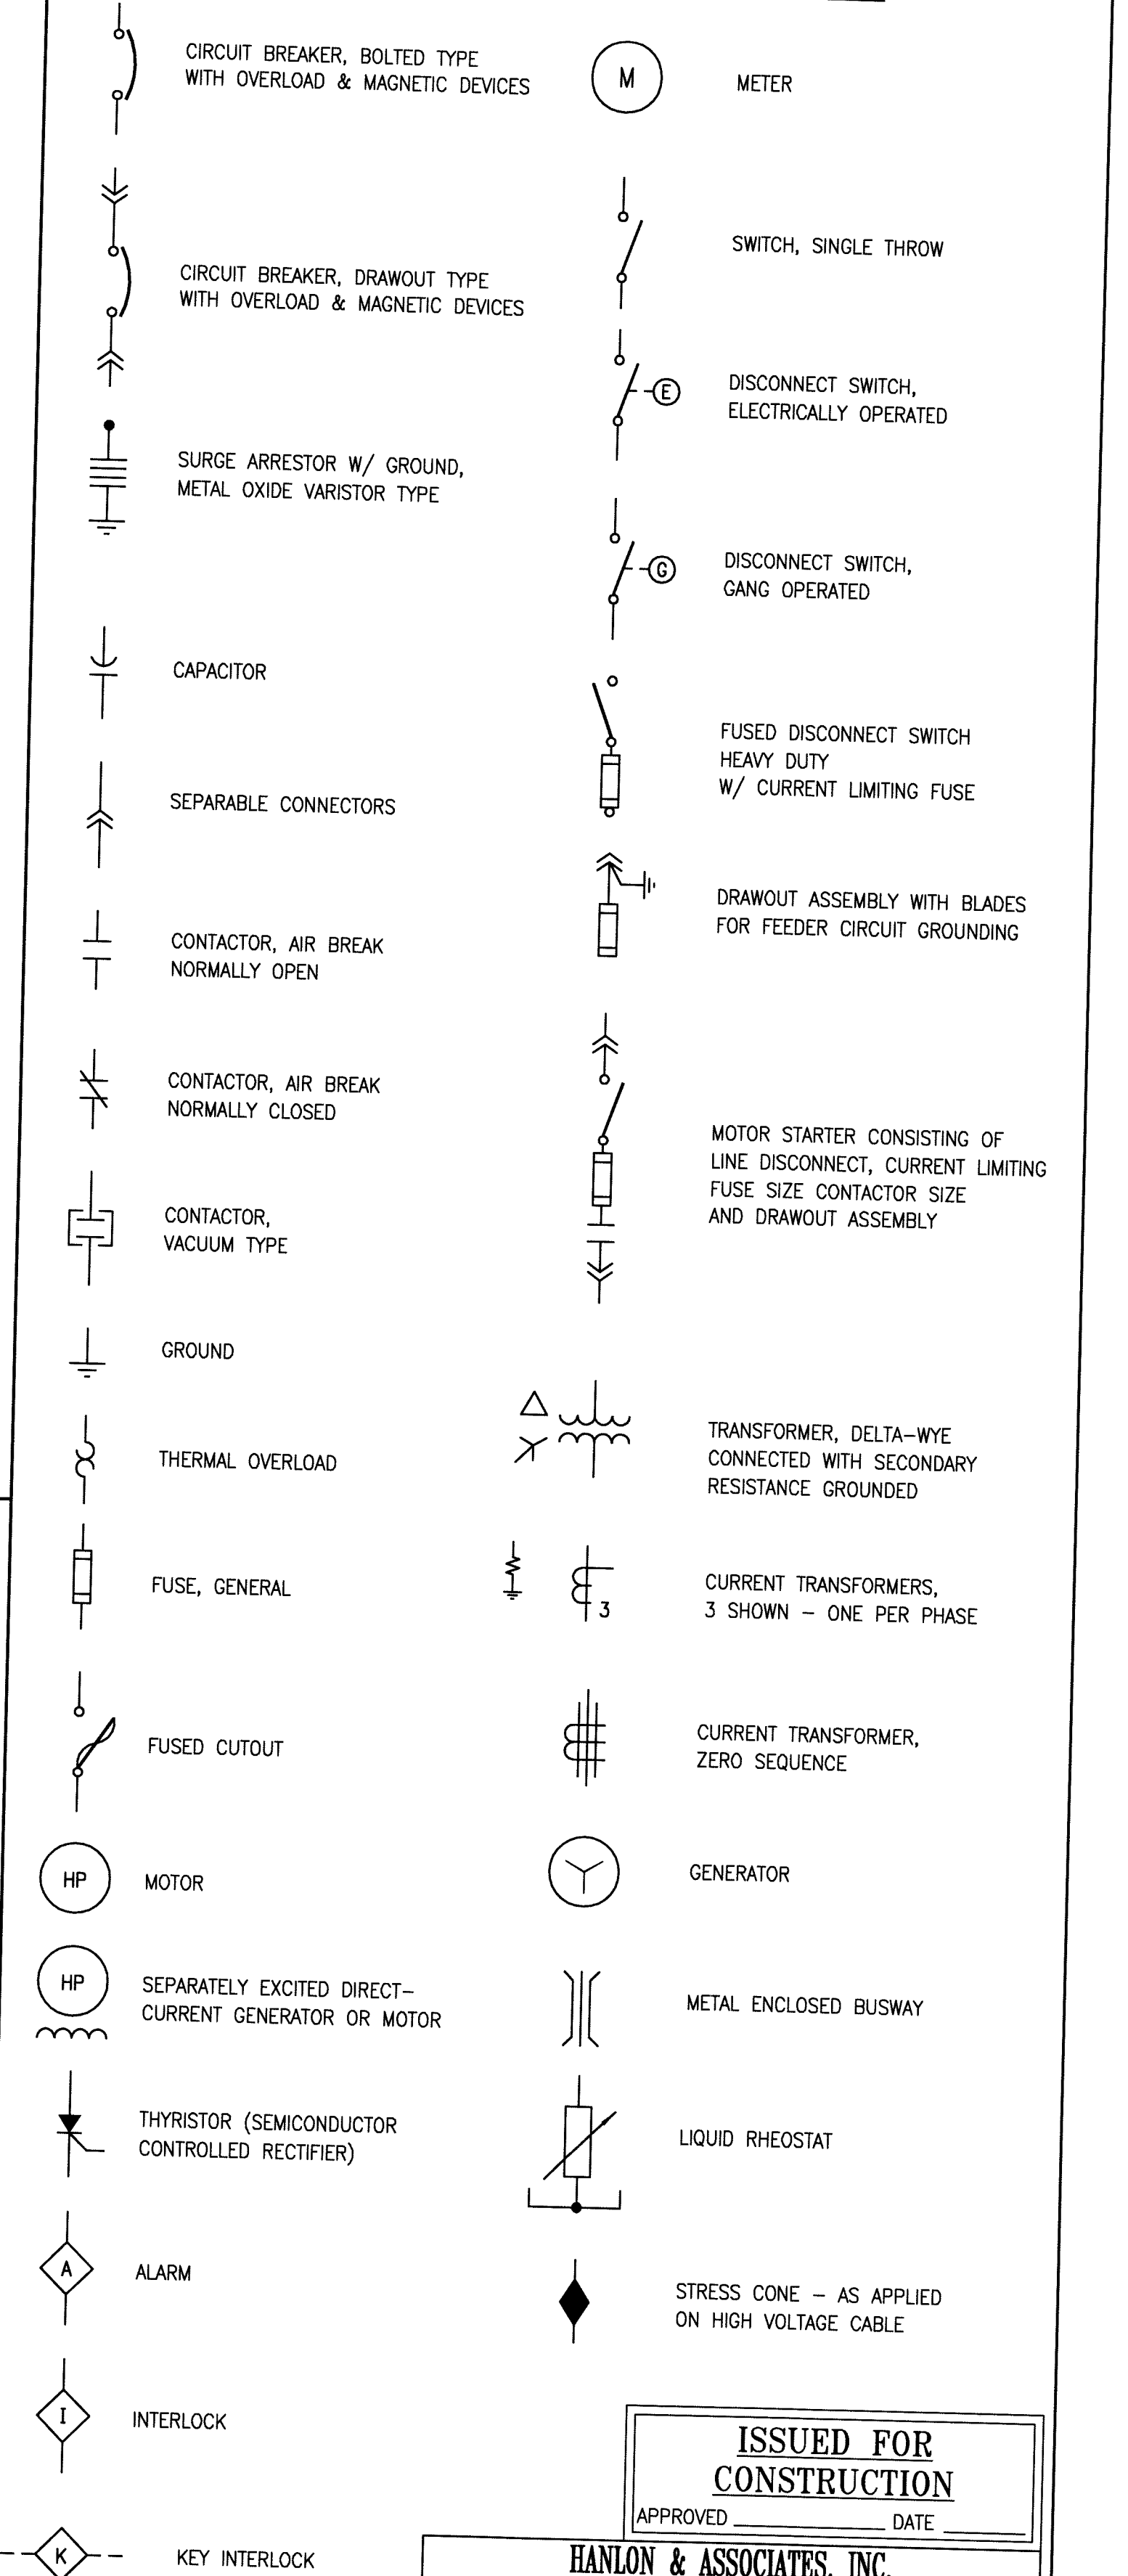 CIRCUIT BREAKER, BOLTED TYPE
WITH OVERLOAD & MAGNETIC DEVICES
CIRCUIT BREAKER, DRAWOUT TYPE
WITH OVERLOAD & MAGNETIC DEVICES
SURGE ARRESTOR W/ GROUND,
METAL OXIDE VARISTOR TYPE
CAPACITOR
SEPARABLE CONNECTORS
CONTACTOR, AIR BREAK
NORMALLY OPEN
CONTACTOR, AIR BREAK
NORMALLY CLOSED
CONTACTOR,
VACUUM TYPE
GROUND
THERMAL OVERLOAD
FUSE, GENERAL
FUSED CUTOUT
HP
MOTOR
HP
SEPARATELY EXCITED DIRECT-
CURRENT GENERATOR OR MOTOR
THYRISTOR (SEMICONDUCTOR
CONTROLLED RECTIFIER)
A
ALARM
I
INTERLOCK
K
KEY INTERLOCK
M
METER
SWITCH, SINGLE THROW
E
DISCONNECT SWITCH,
ELECTRICALLY OPERATED
G
DISCONNECT SWITCH,
GANG OPERATED
FUSED DISCONNECT SWITCH
HEAVY DUTY
W/ CURRENT LIMITING FUSE
DRAWOUT ASSEMBLY WITH BLADES
FOR FEEDER CIRCUIT GROUNDING
MOTOR STARTER CONSISTING OF
LINE DISCONNECT, CURRENT LIMITING
FUSE SIZE CONTACTOR SIZE
AND DRAWOUT ASSEMBLY
TRANSFORMER, DELTA-WYE
CONNECTED WITH SECONDARY
RESISTANCE GROUNDED
3
CURRENT TRANSFORMERS,
3 SHOWN - ONE PER PHASE
CURRENT TRANSFORMER,
ZERO SEQUENCE
GENERATOR
METAL ENCLOSED BUSWAY
LIQUID RHEOSTAT
STRESS CONE - AS APPLIED
ON HIGH VOLTAGE CABLE
ISSUED FOR
CONSTRUCTION
APPROVED DATE
HANLON & ASSOCIATES, INC.